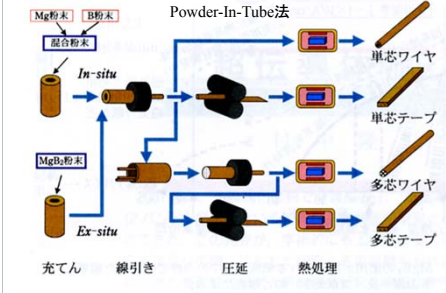 Powder-In-Tube法
Mg粉末
B粉末
混合粉末
In-situ
単芯ワイヤ
単芯テープ
MgB₂粉末
多芯ワイヤ
Ex-situ
多芯テープ
充てん
線引き
圧延
熱処理